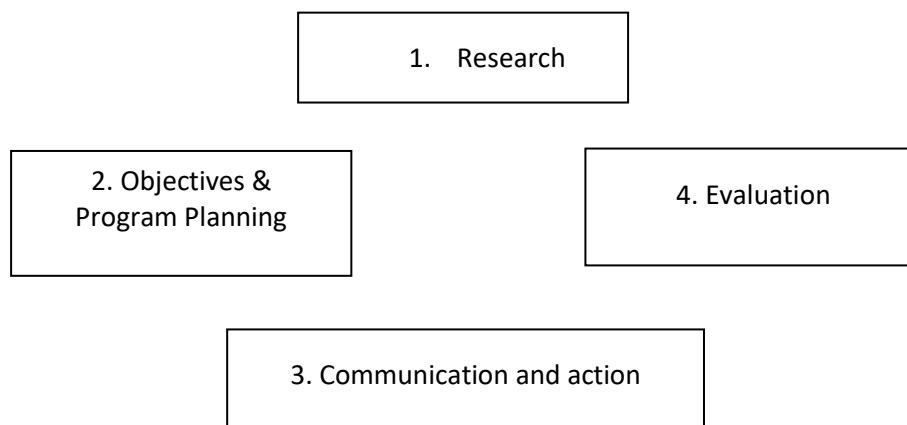 1. Research
2. Objectives &
Program Planning
4. Evaluation
3. Communication and action